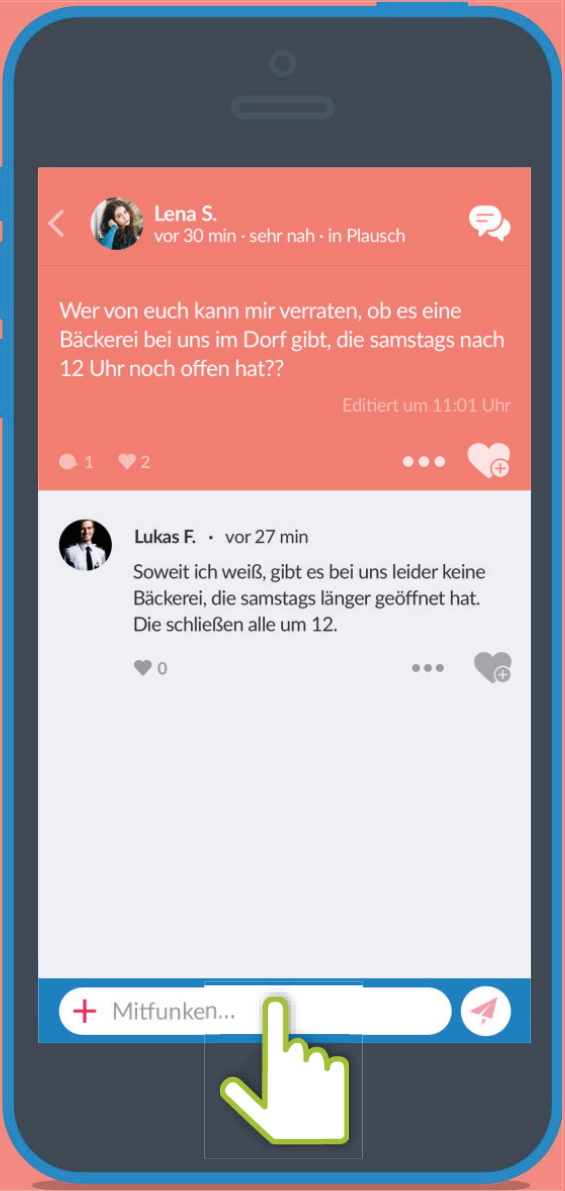 Lena S.
vor 30 min · sehr nah · in Plausch
Wer von euch kann mir verraten, ob es eine
Bäckerei bei uns im Dorf gibt, die samstags nach
12 Uhr noch offen hat??
Editiert um 11:01 Uhr
1 2
Lukas F. · vor 27 min
Soweit ich weiß, gibt es bei uns leider keine
Bäckerei, die samstags länger geöffnet hat.
Die schließen alle um 12.
0
Mitfunken...